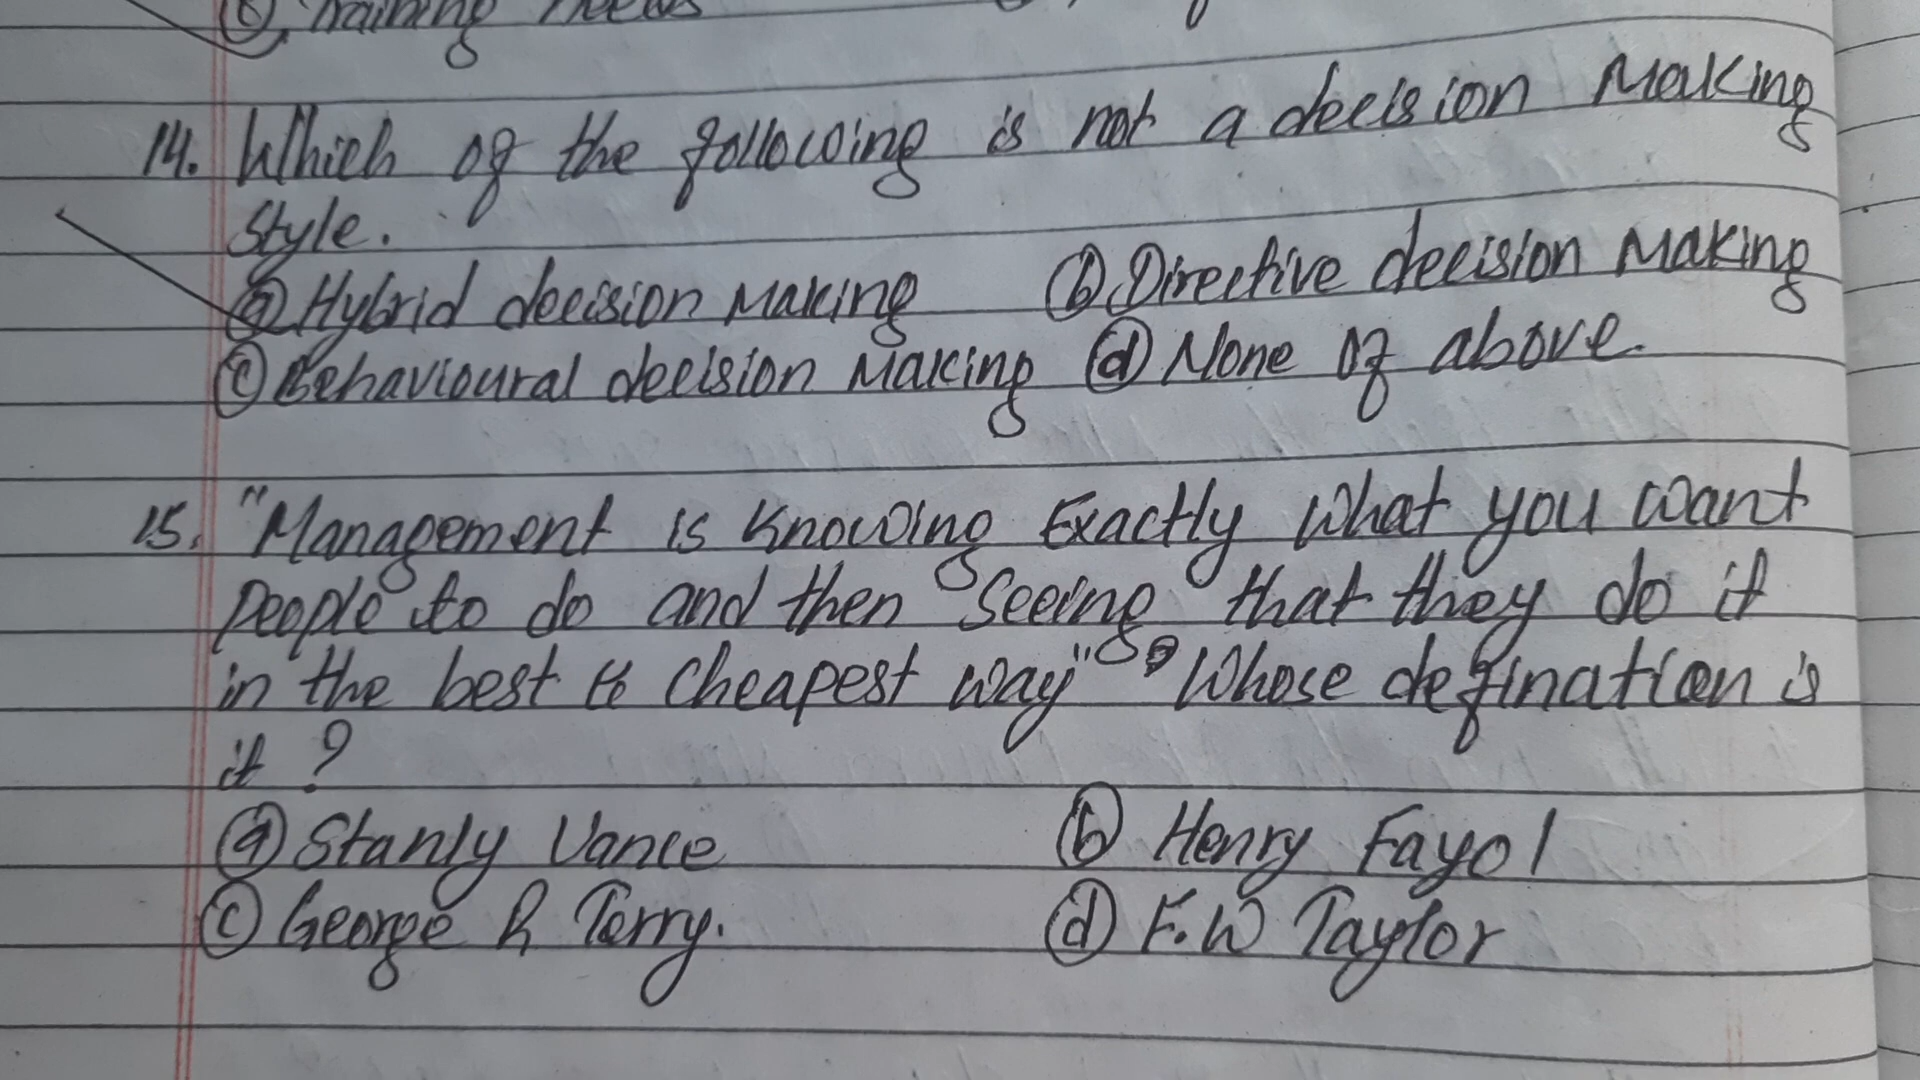 (b) Training needs
14. Which of the following is not a decision Making
Style.
(a) Hybrid decision Making (b) Directive decision Making
(c) Behavioural decision Making (d) None of above.
15. "Management is Knowing Exactly What you want
people to do and then Seeing that they do it
in the best & cheapest way" Whose defination is
it ?
(a) Stanly Vance (b) Henry Fayol
(c) George R Terry. (d) F.W Taylor